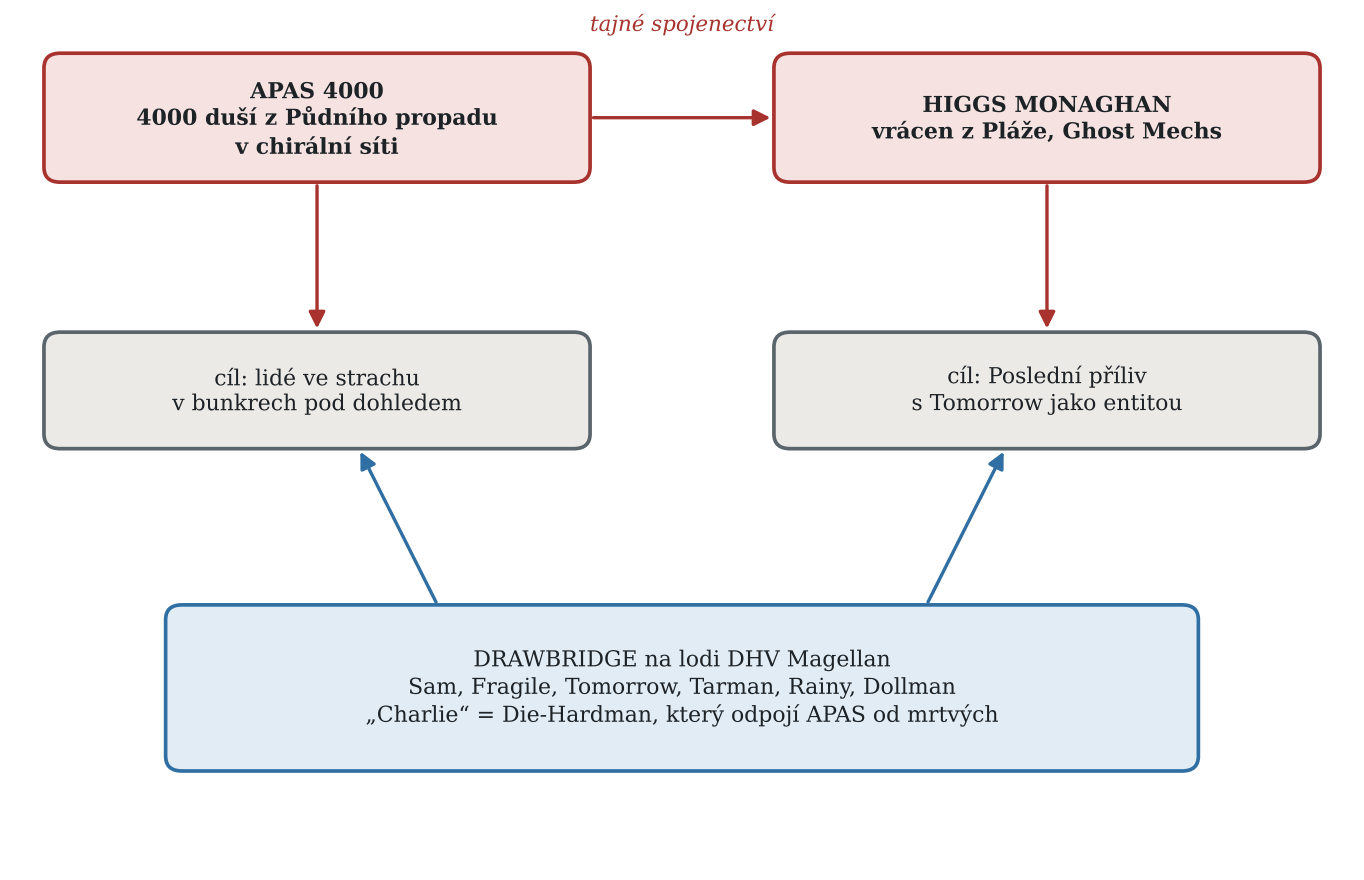 tajné spojenectví
APAS 4000
4000 duší z Půdního propadu
v chirální síti
HIGGS MONAGHAN
vrácen z Pláže, Ghost Mechs
cíl: lidé ve strachu
v bunkrech pod dohledem
cíl: Poslední příliv
s Tomorrow jako entitou
DRAWBRIDGE na lodi DHV Magellan
Sam, Fragile, Tomorrow, Tarman, Rainy, Dollman
„Charlie“ = Die-Hardman, který odpojí APAS od mrtvých